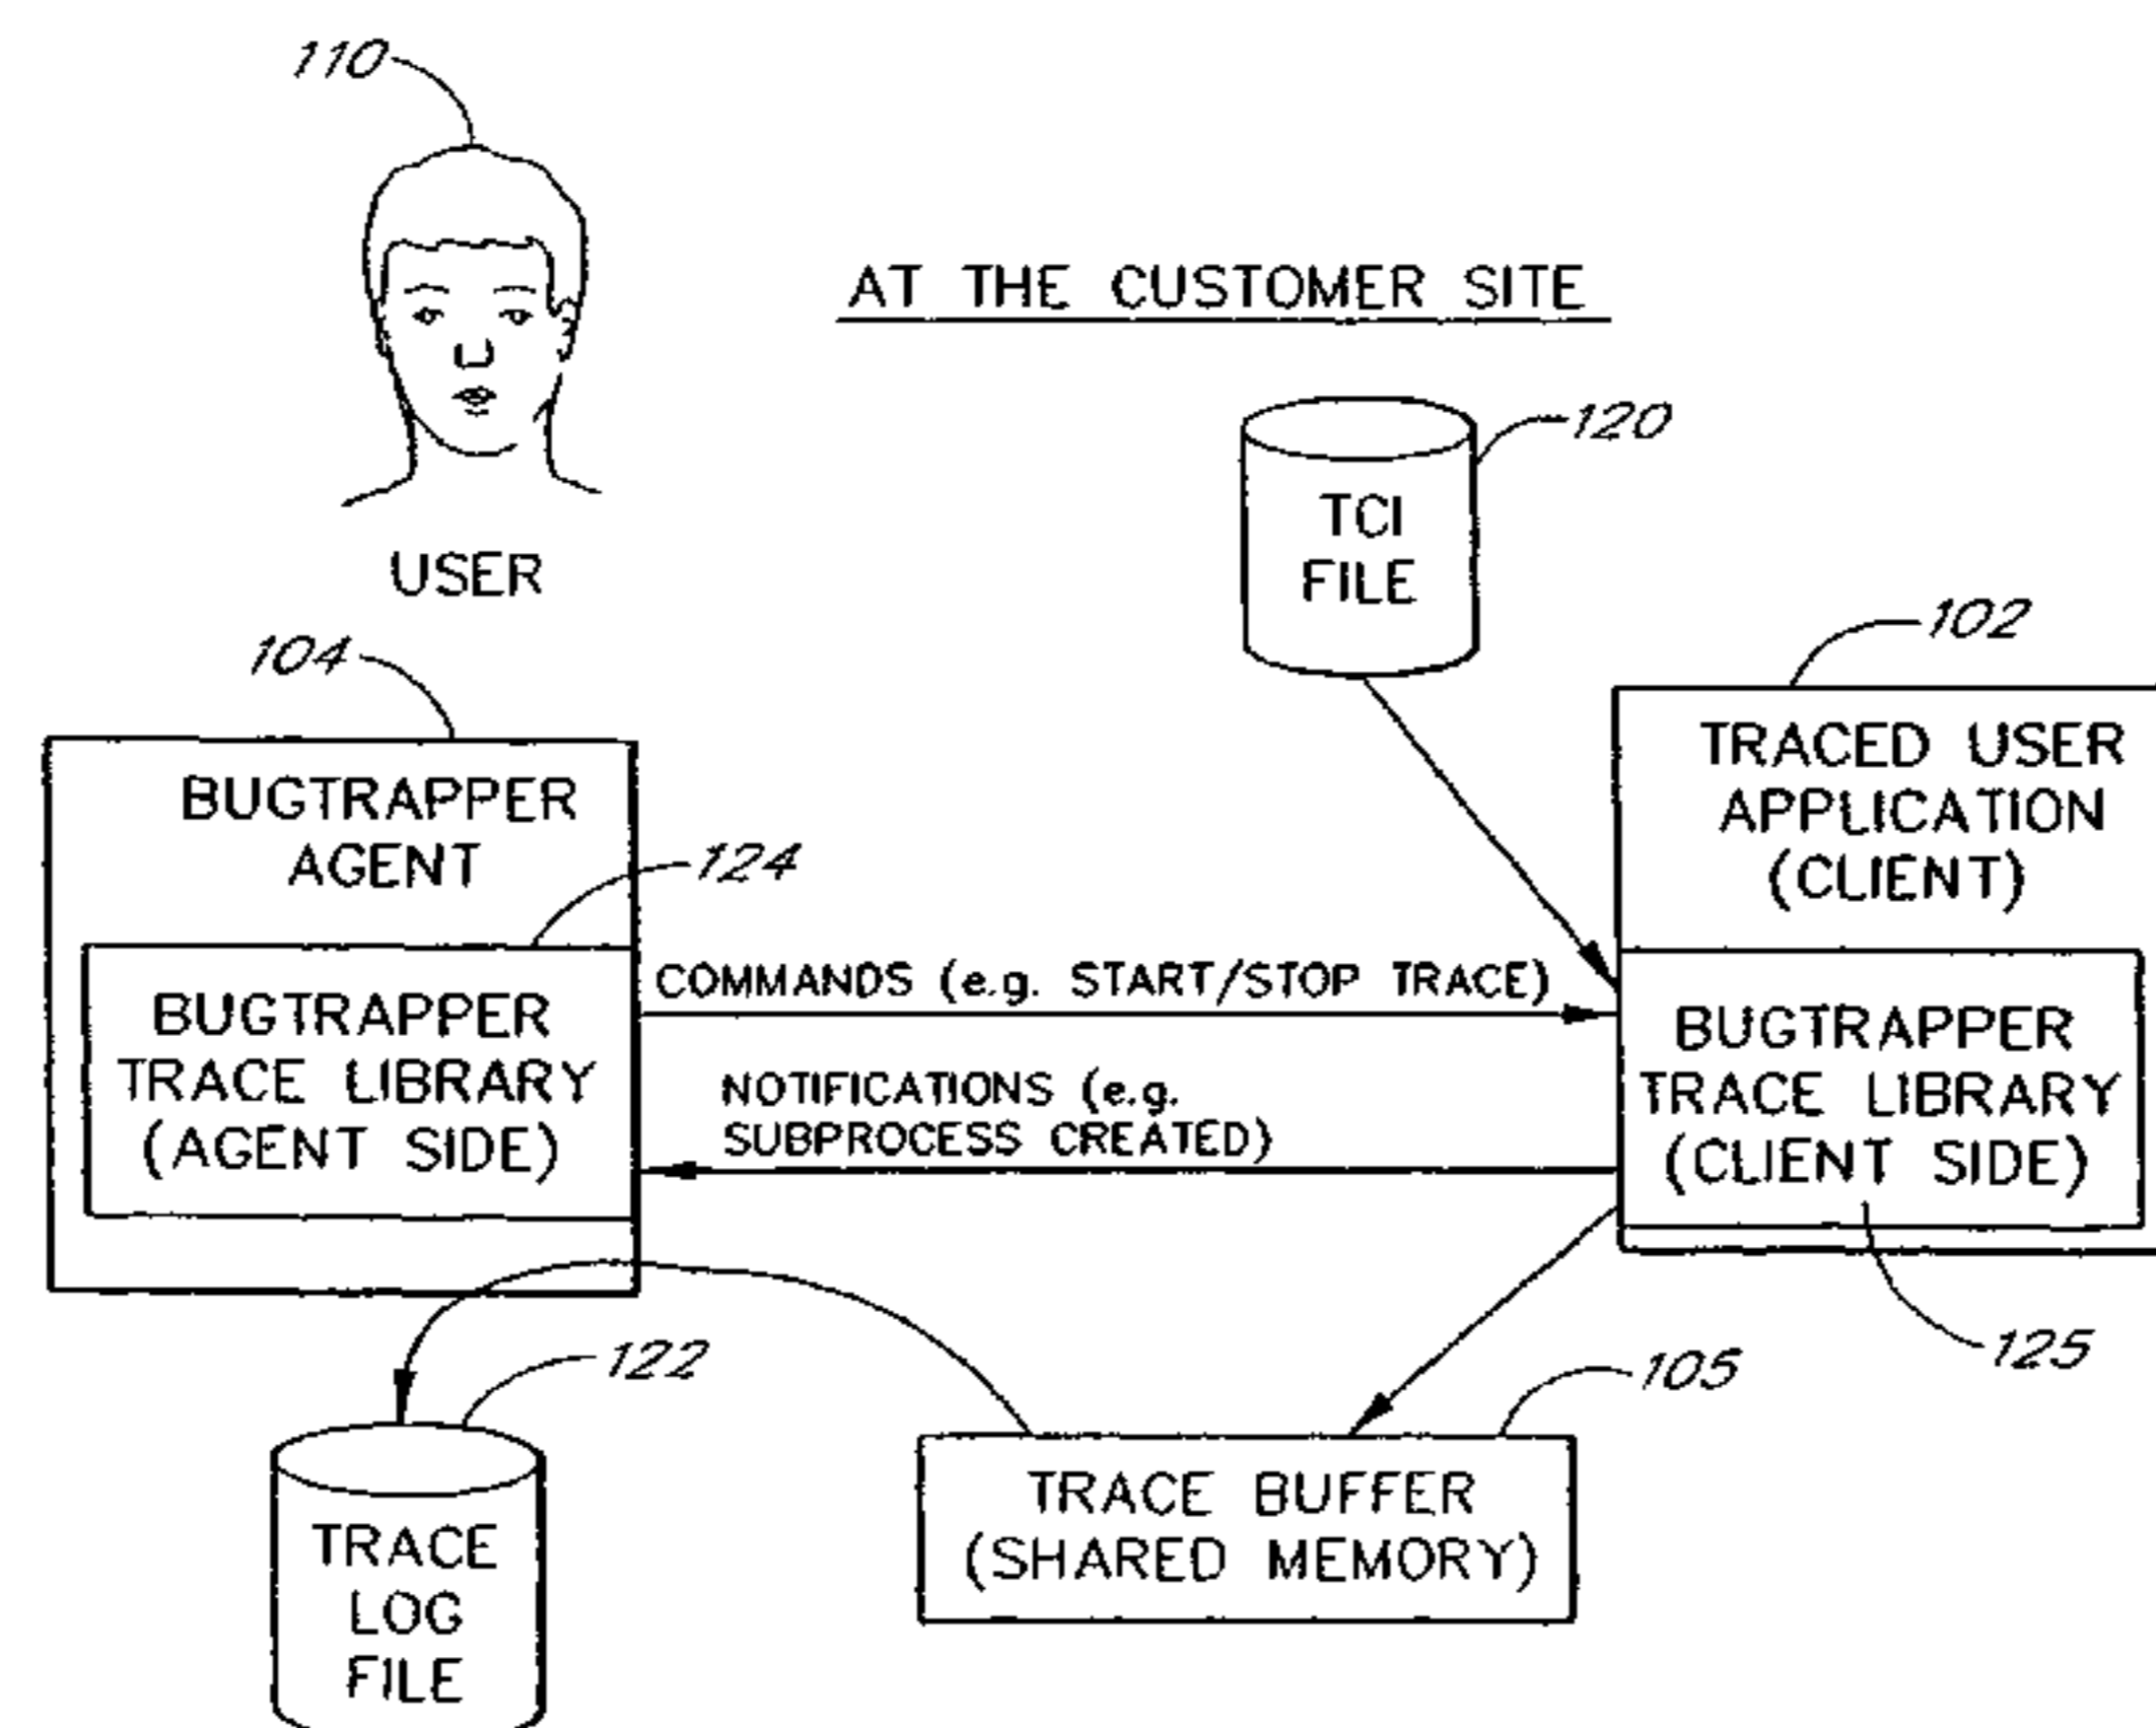 110
AT THE CUSTOMER SITE
120
TCI
FILE
USER
102
104
TRACED USER
APPLICATION
(CLIENT)
BUGTRAPPER
AGENT
124
COMMANDS (e.g. START/STOP TRACE)
BUGTRAPPER
TRACE LIBRARY
(AGENT SIDE)
BUGTRAPPER
TRACE LIBRARY
(CLIENT SIDE)
NOTIFICATIONS (e.g.
SUBPROCESS CREATED)
125
122
105
TRACE BUFFER
(SHARED MEMORY)
TRACE
LOG
FILE